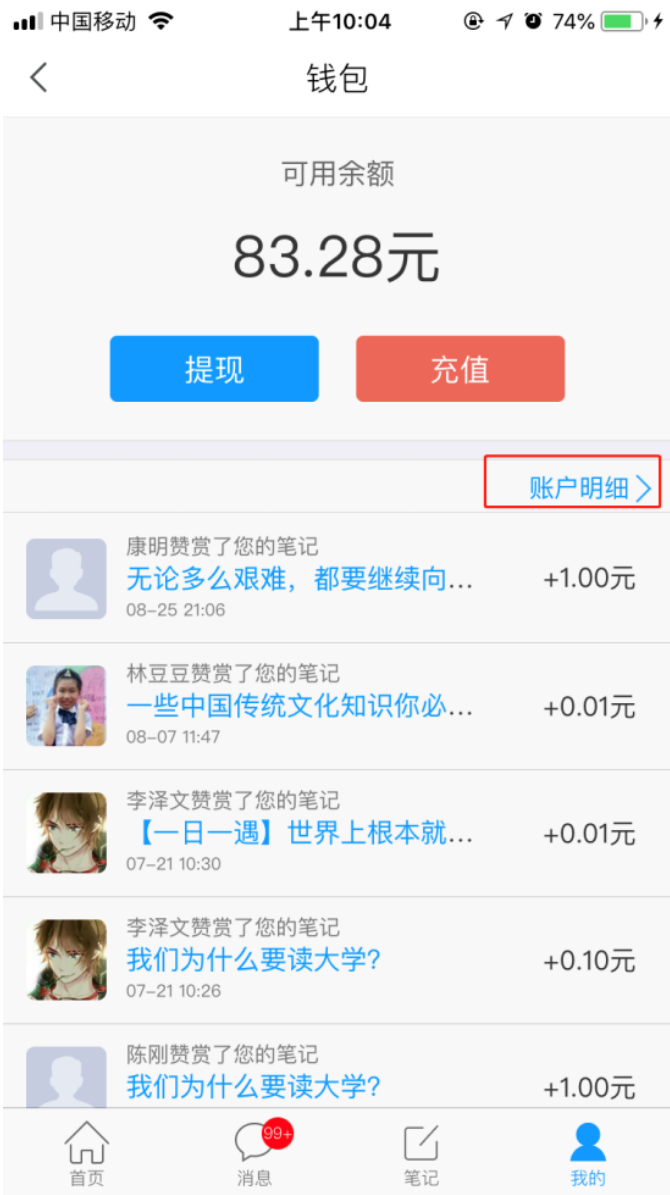 中国移动 上午10:04 74%
钱包
可用余额
83.28元
提现 充值
账户明细
康明赞赏了您的笔记
无论多么艰难，都要继续向... +1.00元
08-25 21:06
林豆豆赞赏了您的笔记
一些中国传统文化知识你必... +0.01元
08-07 11:47
李泽文赞赏了您的笔记
【一日一遇】世界上根本就... +0.01元
07-21 10:30
李泽文赞赏了您的笔记
我们为什么要读大学? +0.10元
07-21 10:26
陈刚赞赏了您的笔记
我们为什么要读大学? +1.00元
99+
首页 消息 笔记 我的